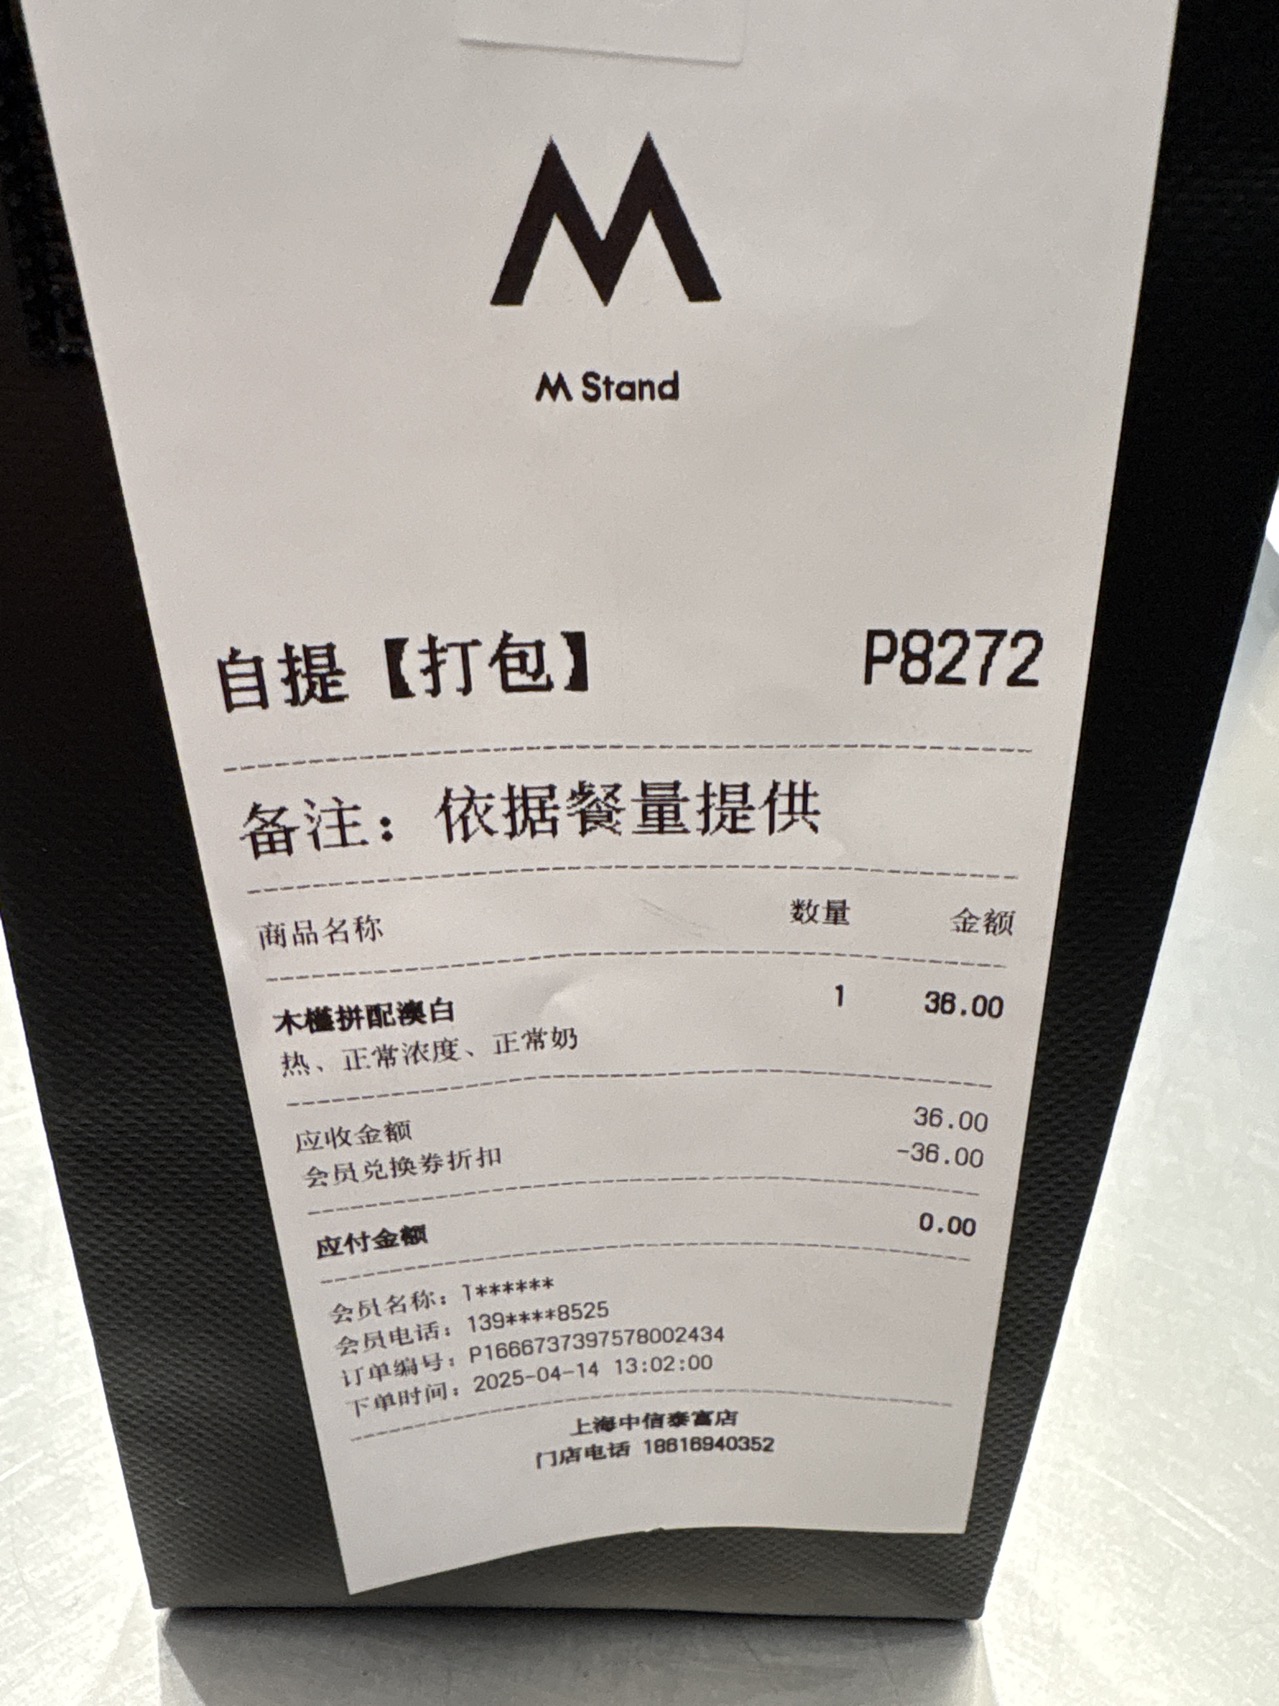 M Stand
自提【打包】 P8272
备注：依据餐量提供
商品名称 数量 金额
木槿拼配澳白 1 36.00
热、正常浓度、正常奶
应收金额 36.00
会员兑换券折扣 -36.00
应付金额 0.00
会员名称：T******
会员电话：139****8525
订单编号：P1666737397578002434
下单时间：2025-04-14 13:02:00
上海中信泰富店
门店电话 18616940352